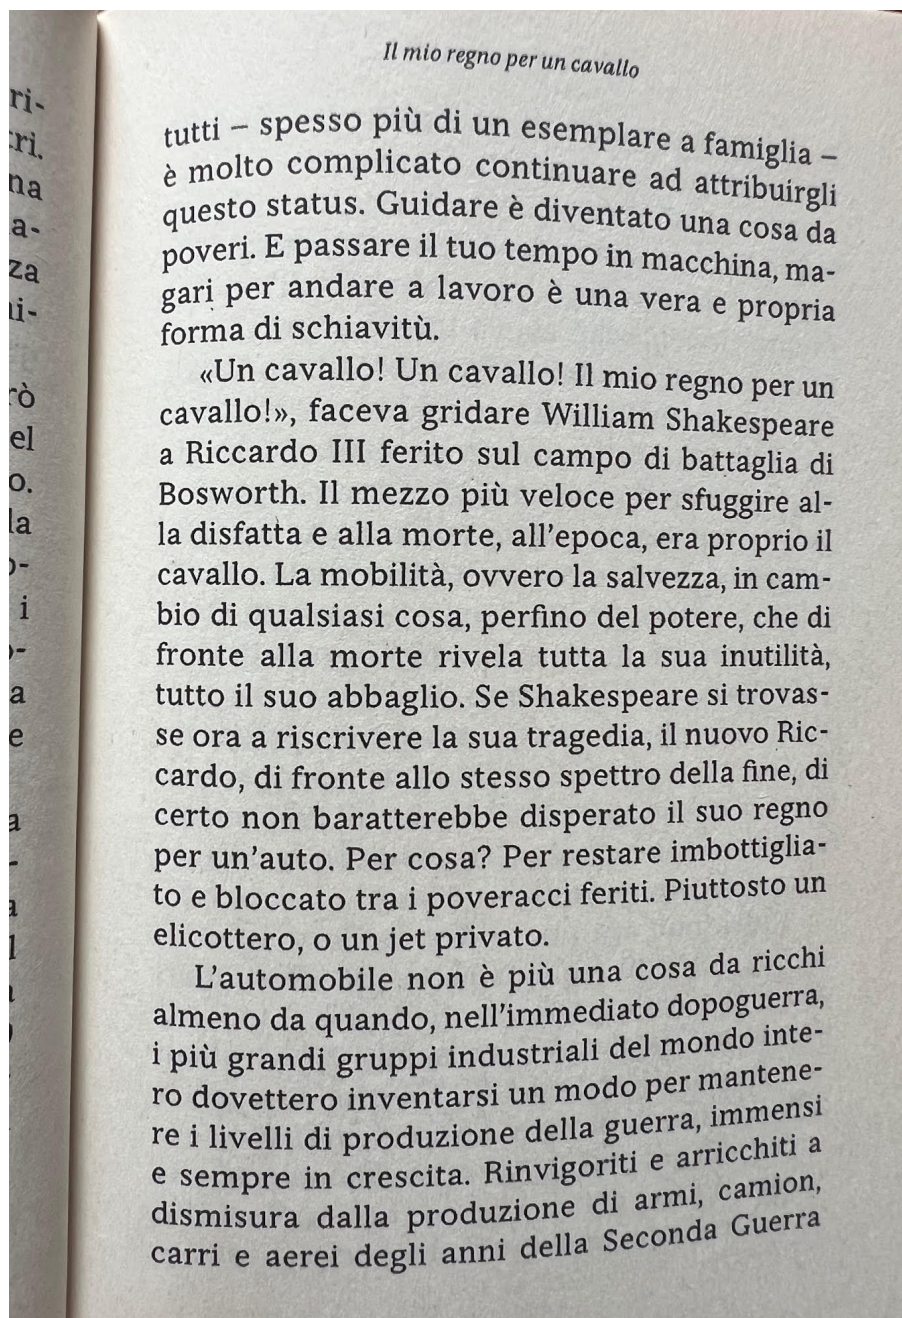 Il mio regno per un cavallo
tutti – spesso più di un esemplare a famiglia –
è molto complicato continuare ad attribuirgli
questo status. Guidare è diventato una cosa da
poveri. E passare il tuo tempo in macchina, ma-
gari per andare a lavoro è una vera e propria
forma di schiavitù.
«Un cavallo! Un cavallo! Il mio regno per un
cavallo!», faceva gridare William Shakespeare
a Riccardo III ferito sul campo di battaglia di
Bosworth. Il mezzo più veloce per sfuggire al-
la disfatta e alla morte, all'epoca, era proprio il
cavallo. La mobilità, ovvero la salvezza, in cam-
bio di qualsiasi cosa, perfino del potere, che di
fronte alla morte rivela tutta la sua inutilità,
tutto il suo abbaglio. Se Shakespeare si trovas-
se ora a riscrivere la sua tragedia, il nuovo Ric-
cardo, di fronte allo stesso spettro della fine, di
certo non baratterebbe disperato il suo regno
per un'auto. Per cosa? Per restare imbottiglia-
to e bloccato tra i poveracci feriti. Piuttosto un
elicottero, o un jet privato.
L'automobile non è più una cosa da ricchi
almeno da quando, nell'immediato dopoguerra,
i più grandi gruppi industriali del mondo inte-
ro dovettero inventarsi un modo per mantene-
re i livelli di produzione della guerra, immensi
e sempre in crescita. Rinvigoriti e arricchiti a
dismisura dalla produzione di armi, camion,
carri e aerei degli anni della Seconda Guerra